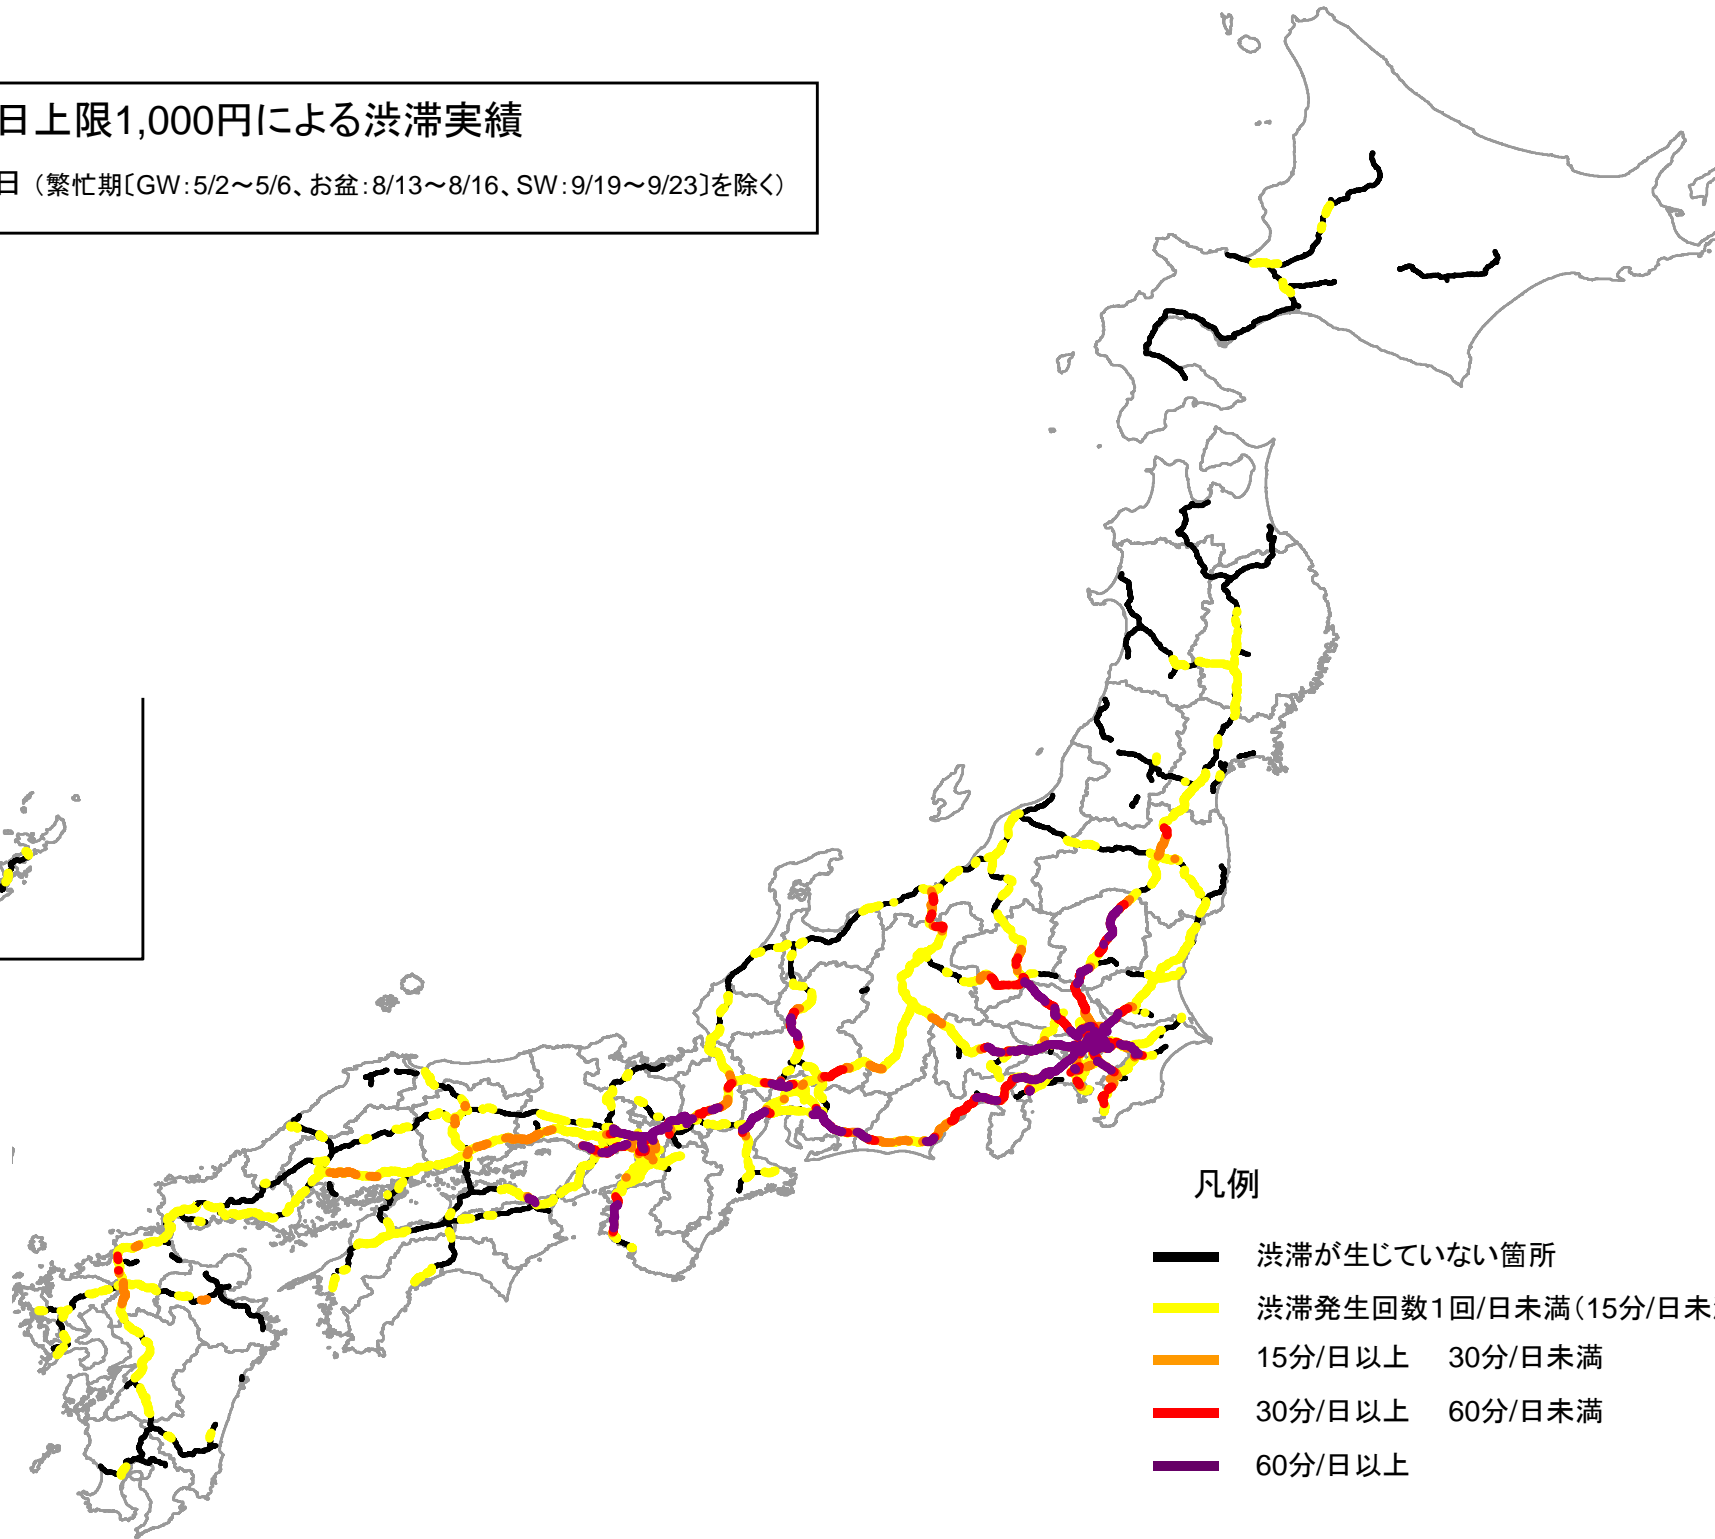 日上限1,000円による渋滞実績
日（繁忙期〔GW：5/2～5/6、お盆：8/13～8/16、SW：9/19～9/23〕を除く）
凡例
渋滞が生じていない箇所
渋滞発生回数１回/日未満（15分/日未
15分/日以上　30分/日未満
30分/日以上　60分/日未満
60分/日以上